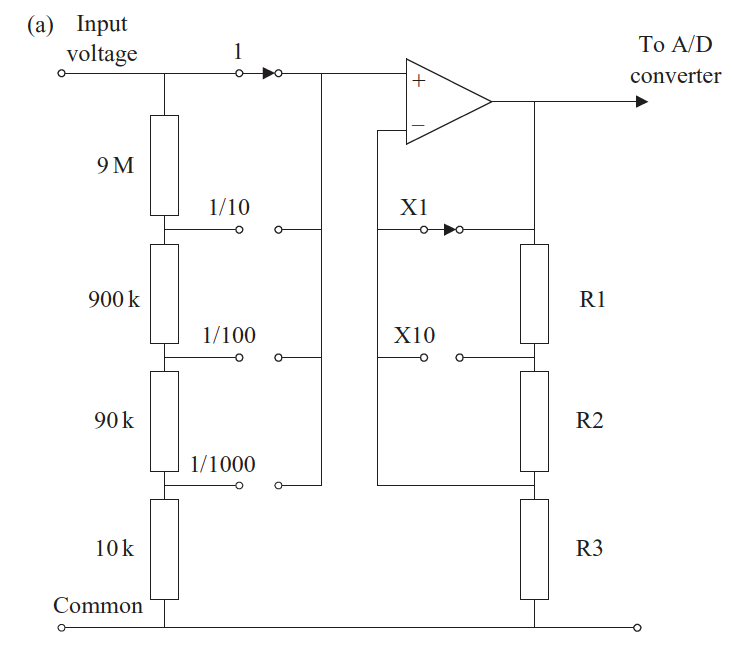 (a) Input
voltage
1
To A/D
converter
+
−
9 M
1/10
X1
900 k
R1
1/100
X10
90 k
R2
1/1000
10 k
R3
Common